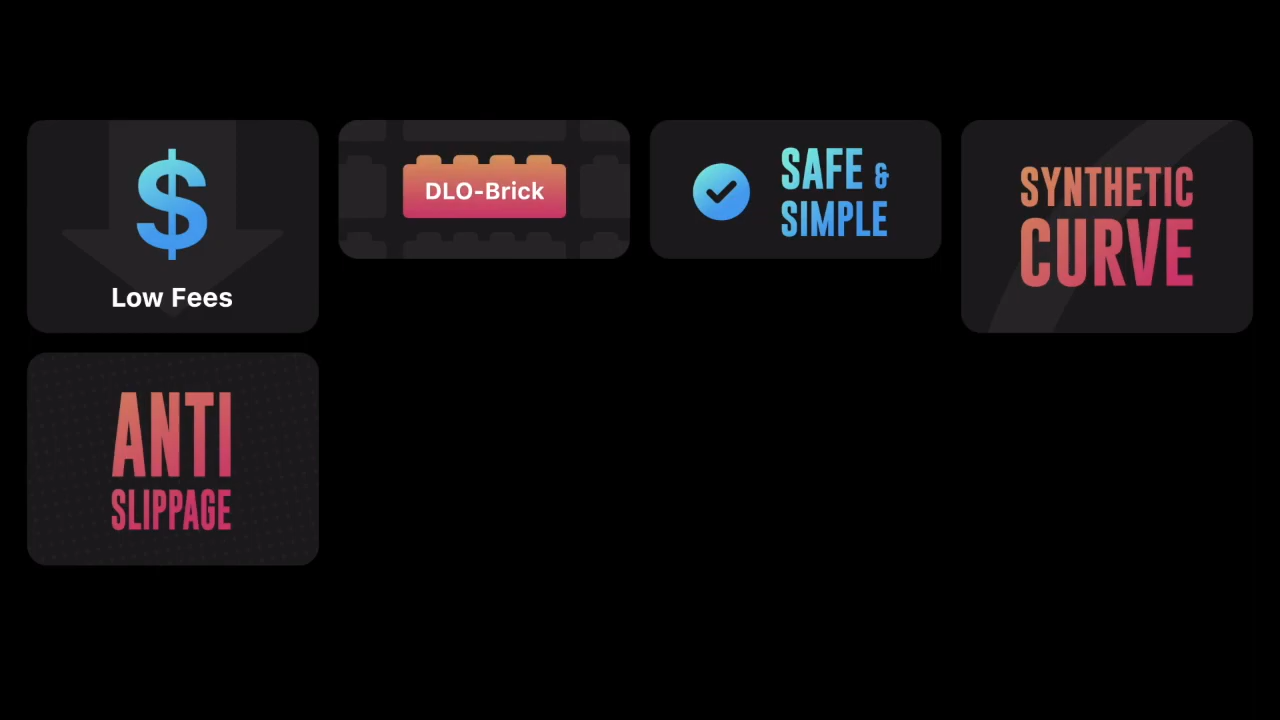 $
Low Fees
DLO-Brick
SAFE &
SIMPLE
SYNTHETIC
CURVE
ANTI
SLIPPAGE